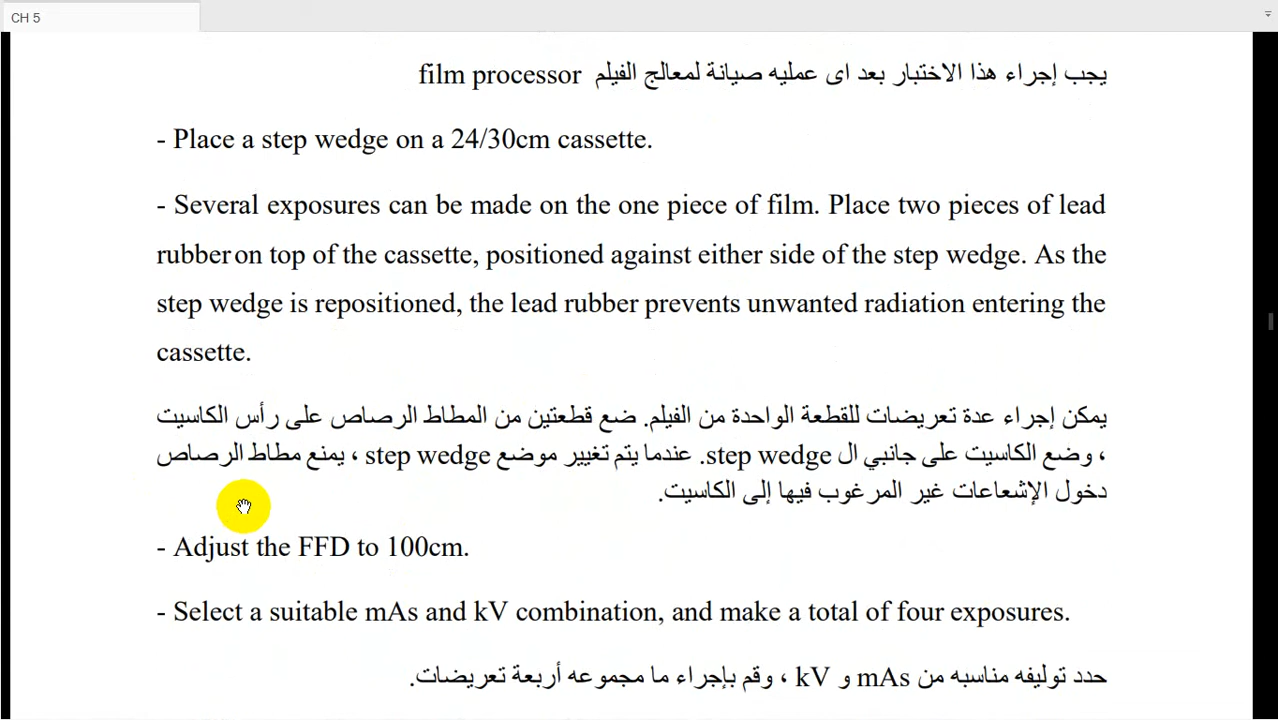 CH 5
يجب إجراء هذا الاختبار بعد اى عمليه صيانة لمعالج الفيلم film processor
- Place a step wedge on a 24/30cm cassette.
- Several exposures can be made on the one piece of film. Place two pieces of lead
rubber on top of the cassette, positioned against either side of the step wedge. As the
step wedge is repositioned, the lead rubber prevents unwanted radiation entering the
cassette.
يمكن إجراء عدة تعريضات للقطعة الواحدة من الفيلم. ضع قطعتين من المطاط الرصاص على رأس الكاسيت
، وضع الكاسيت على جانبي ال step wedge. عندما يتم تغيير موضع step wedge ، يمنع مطاط الرصاص
دخول الإشعاعات غير المرغوب فيها إلى الكاسيت.
- Adjust the FFD to 100cm.
- Select a suitable mAs and kV combination, and make a total of four exposures.
حدد توليفه مناسبه من mAs و kV ، وقم بإجراء ما مجموعه أربعة تعريضات.